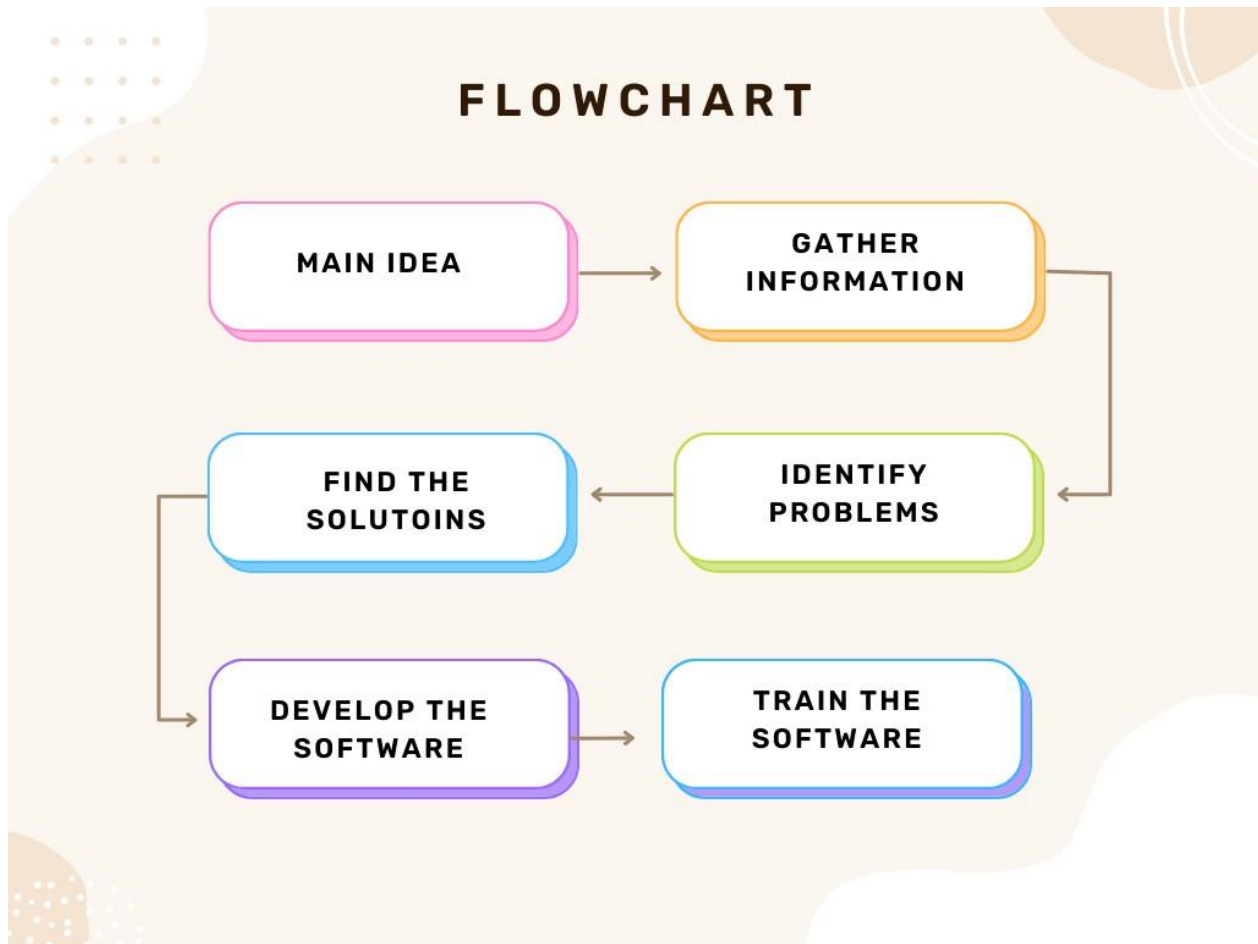 FLOWCHART
MAIN IDEA
GATHER
INFORMATION
IDENTIFY
PROBLEMS
FIND THE
SOLUTOINS
DEVELOP THE
SOFTWARE
TRAIN THE
SOFTWARE